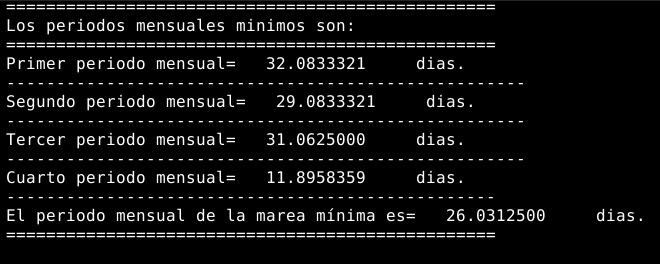 =================================================
Los periodos mensuales minimos son:
=================================================
Primer periodo mensual=   32.0833321     dias.
----------------------------------------------------
Segundo periodo mensual=   29.0833321     dias.
----------------------------------------------------
Tercer periodo mensual=   31.0625000     dias.
----------------------------------------------------
Cuarto periodo mensual=   11.8958359     dias.
-------------------------------------------------
El periodo mensual de la marea mínima es=   26.0312500     dias.
=================================================